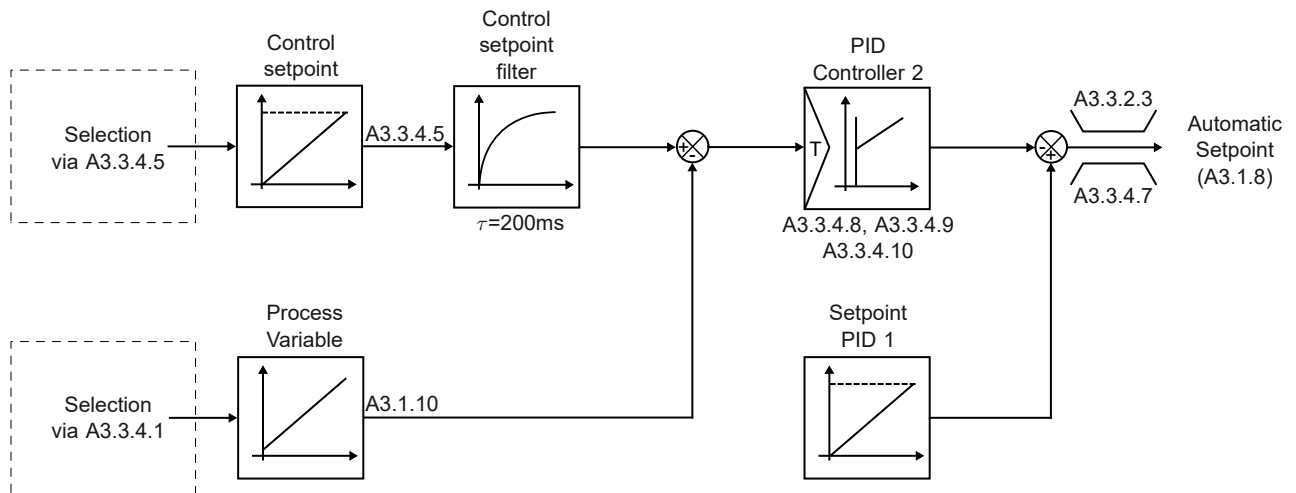 Control
setpoint
Control
setpoint
filter
PID
Controller 2
Selection
via A3.3.4.5
A3.3.4.5
τ=200ms
+
-
T
A3.3.4.8, A3.3.4.9
A3.3.4.10
-
+
A3.3.2.3
A3.3.4.7
Automatic
Setpoint
(A3.1.8)
Process
Variable
Setpoint
PID 1
Selection
via A3.3.4.1
A3.1.10